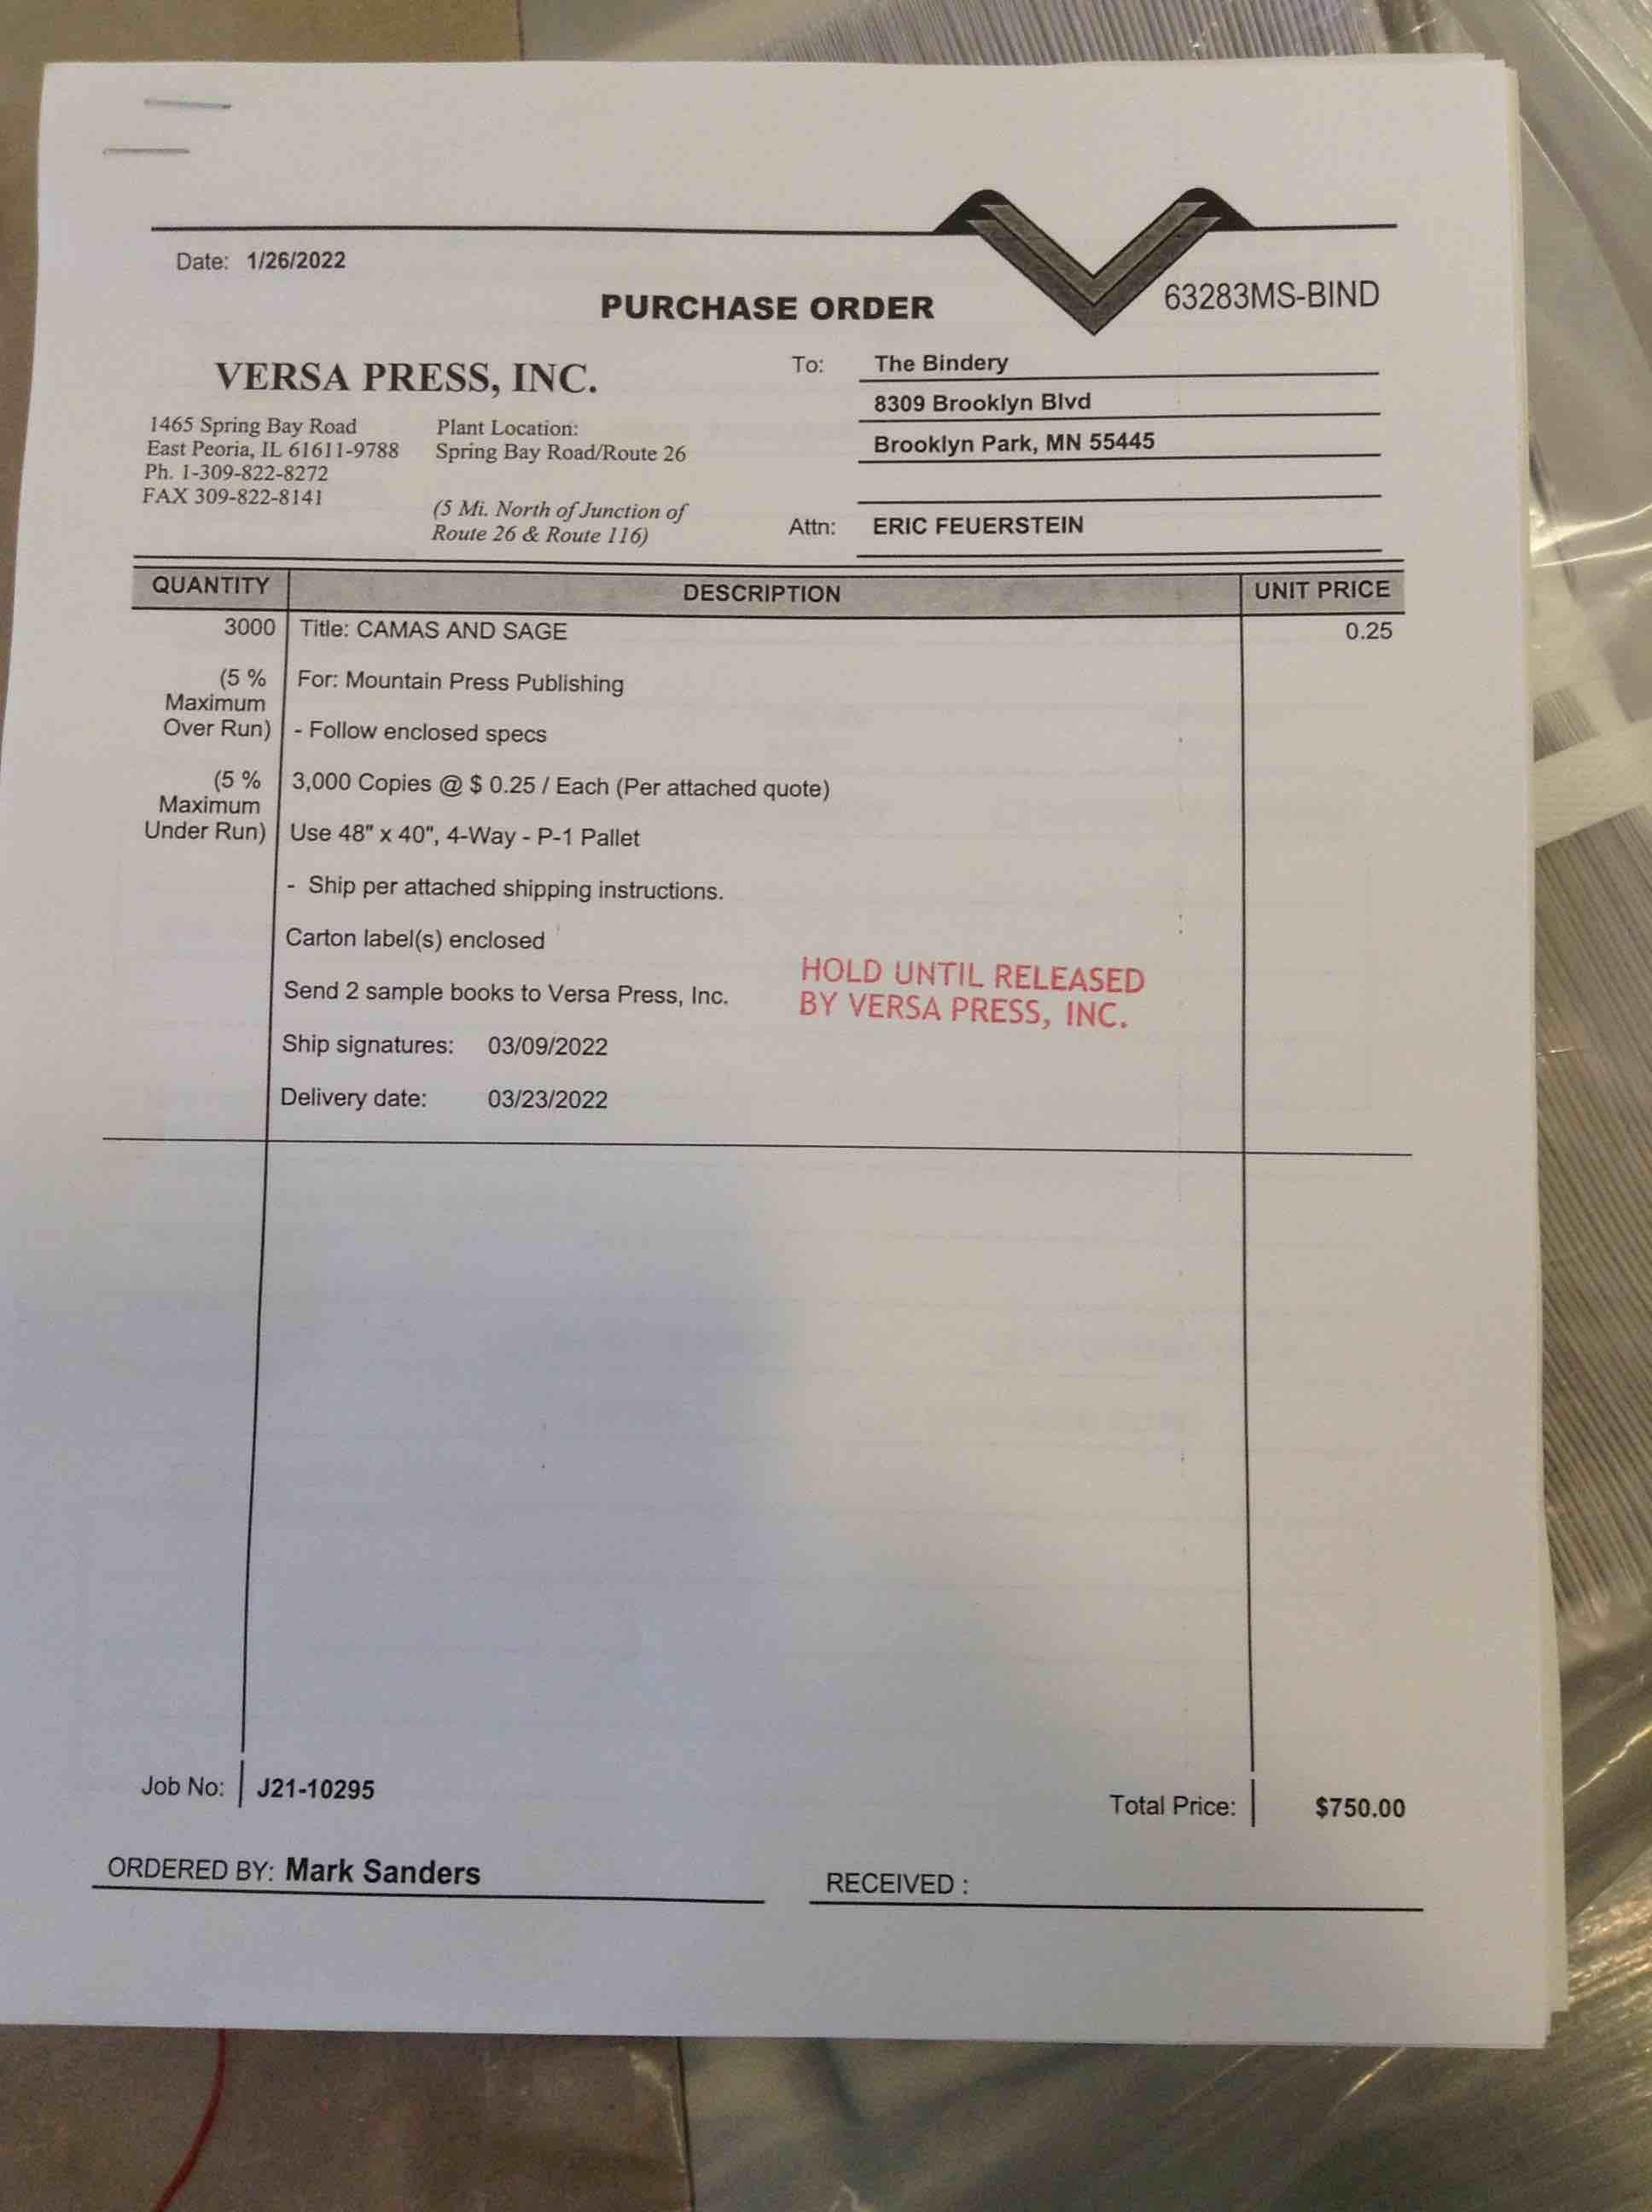 Date: 1/26/2022
PURCHASE ORDER
63283MS-BIND
VERSA PRESS, INC.
1465 Spring Bay Road
East Peoria, IL 61611-9788
Ph. 1-309-822-8272
FAX 309-822-8141
Plant Location:
Spring Bay Road/Route 26
(5 Mi. North of Junction of
Route 26 & Route 116)
To: The Bindery
8309 Brooklyn Blvd
Brooklyn Park, MN 55445
Attn: ERIC FEUERSTEIN
QUANTITY DESCRIPTION UNIT PRICE
3000 Title: CAMAS AND SAGE 0.25
(5 %
Maximum
Over Run)
For: Mountain Press Publishing
- Follow enclosed specs
(5 %
Maximum
Under Run)
3,000 Copies @ $ 0.25 / Each (Per attached quote)
Use 48" x 40", 4-Way - P-1 Pallet
- Ship per attached shipping instructions.
Carton label(s) enclosed
Send 2 sample books to Versa Press, Inc.
HOLD UNTIL RELEASED
BY VERSA PRESS, INC.
Ship signatures: 03/09/2022
Delivery date: 03/23/2022
Job No: J21-10295
Total Price: $750.00
ORDERED BY: Mark Sanders
RECEIVED :